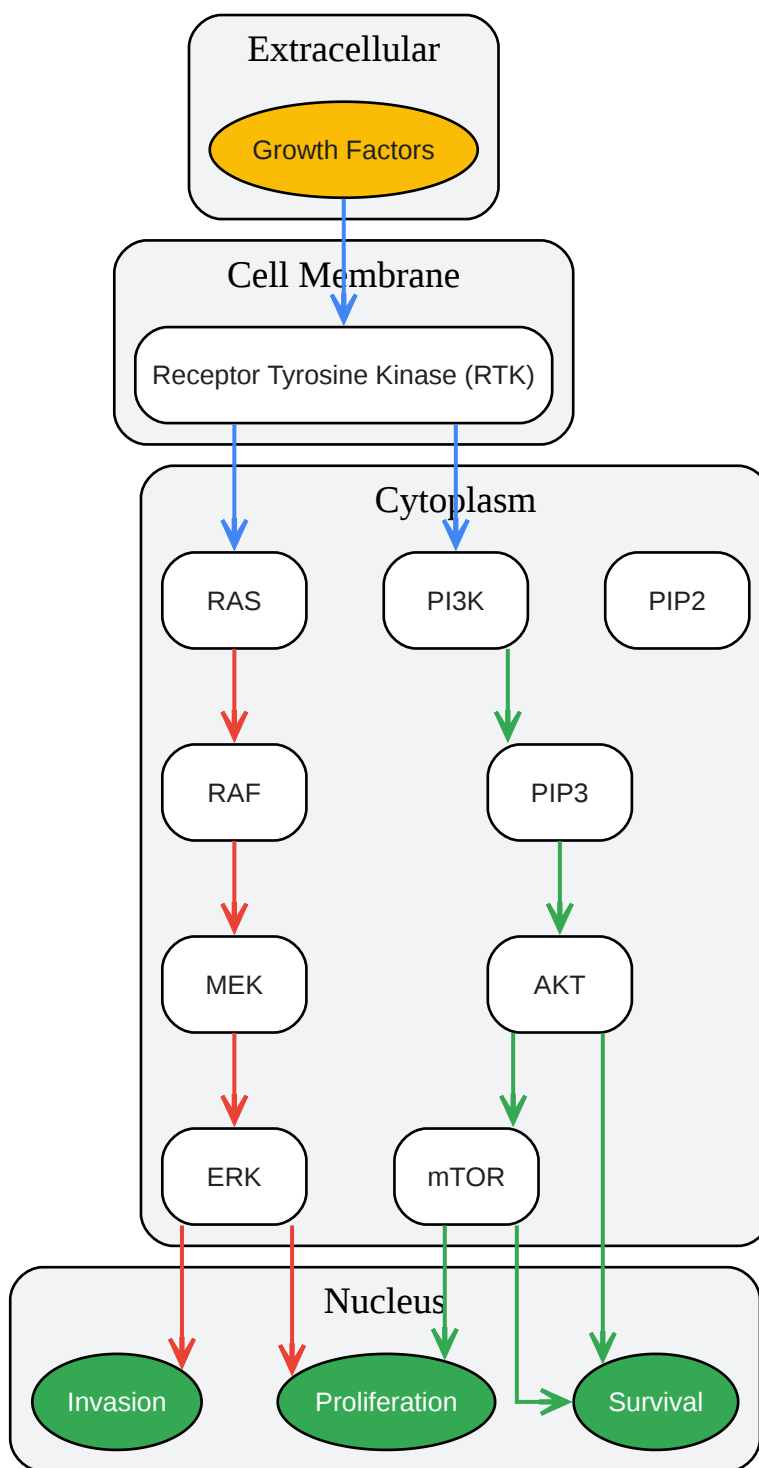 Extracellular
Growth Factors
Cell Membrane
Receptor Tyrosine Kinase (RTK)
Cytoplasm
RAS
PI3K
PIP2
RAF
PIP3
MEK
AKT
ERK
mTOR
Nucleus
Invasion
Proliferation
Survival